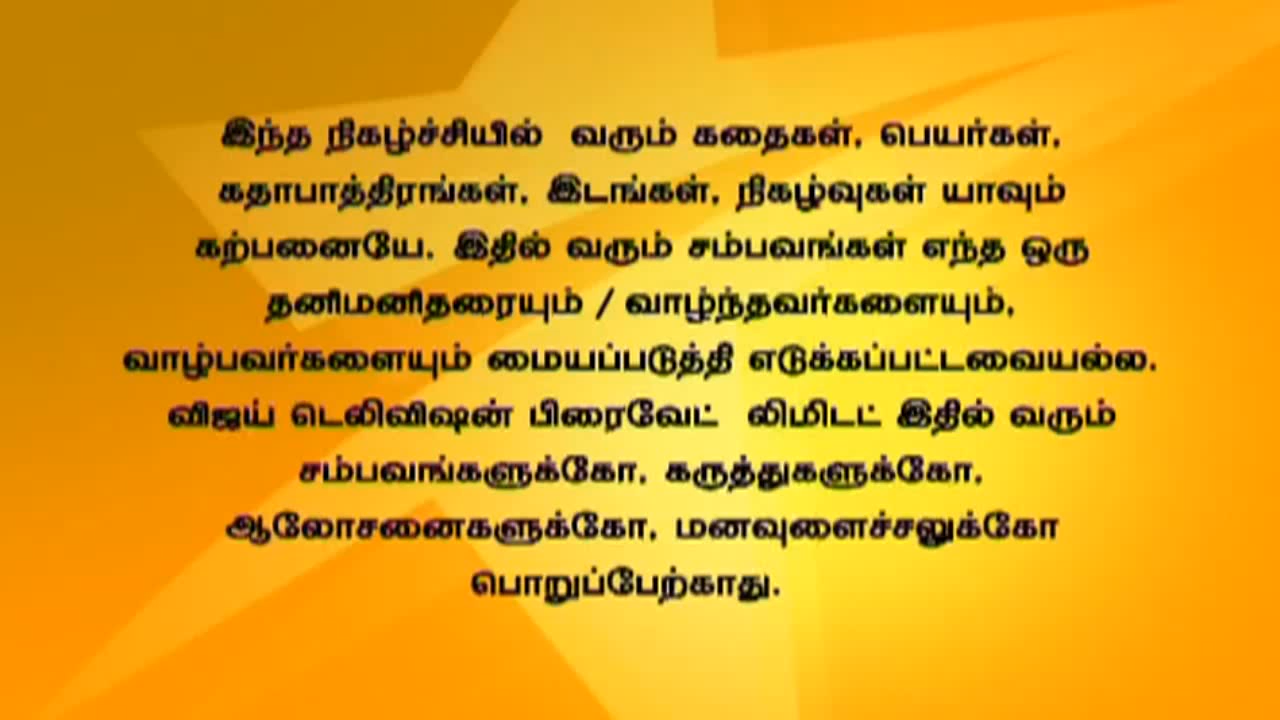 இந்த நிகழ்ச்சியில் வரும் கதைகள், பெயர்கள்,
கதாபாத்திரங்கள், இடங்கள், நிகழ்வுகள் யாவும்
கற்பனையே. இதில் வரும் சம்பவங்கள் எந்த ஒரு
தனிமனிதரையும் / வாழ்ந்தவர்களையும்,
வாழ்பவர்களையும் மையப்படுத்தி எடுக்கப்பட்டவையல்ல.
விஜய் டெலிவிஷன் பிரைவேட் லிமிடட் இதில் வரும்
சம்பவங்களுக்கோ, கருத்துகளுக்கோ,
ஆலோசனைகளுக்கோ, மனவுளைச்சலுக்கோ
பொறுப்பேற்காது.